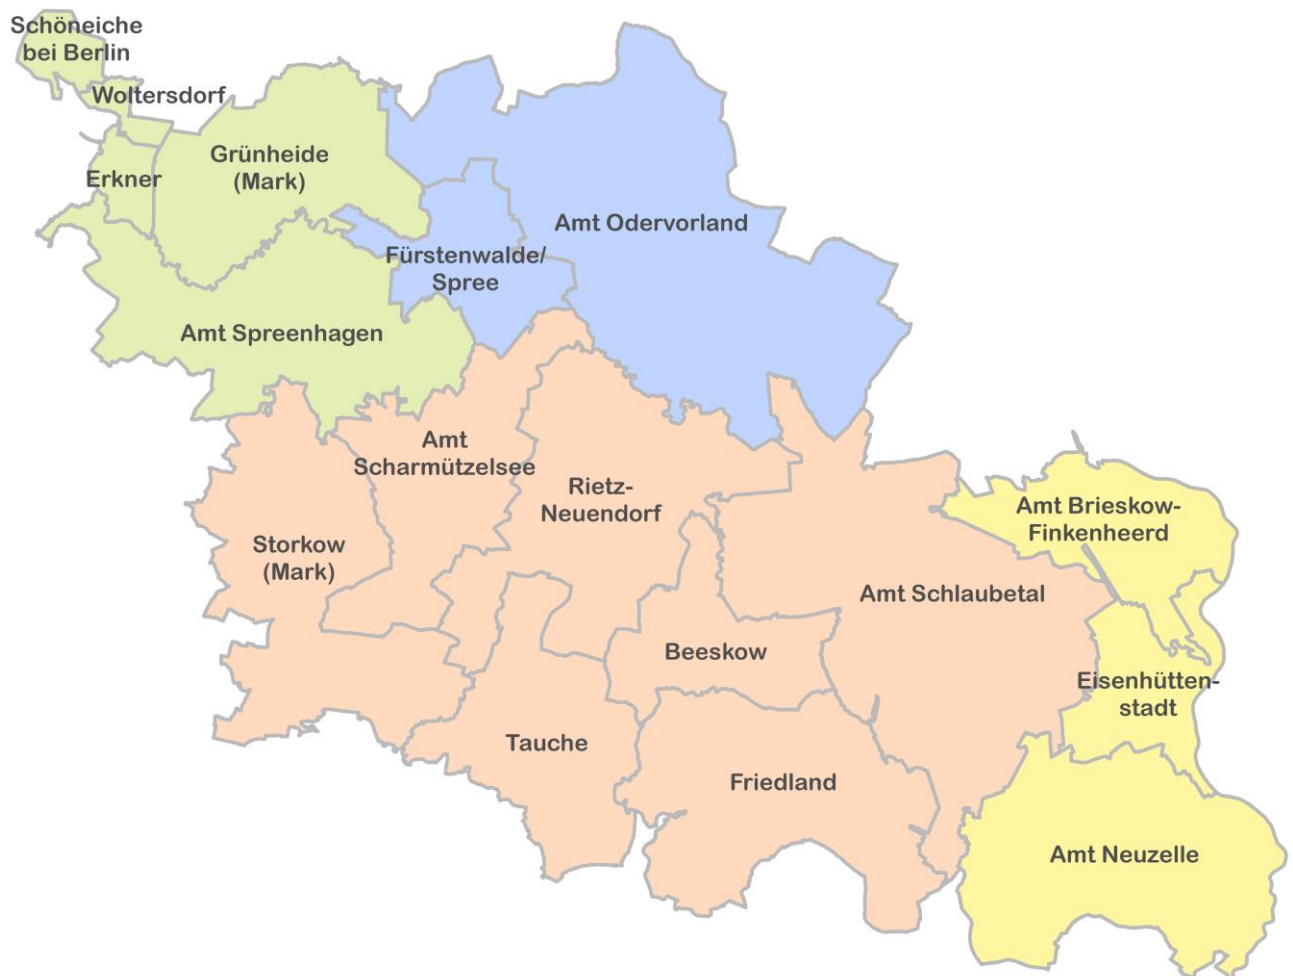 Schöneiche
bei Berlin
Woltersdorf
Grünheide
(Mark)
Erkner
Amt Odervorland
Fürstenwalde/
Spree
Amt Spreenhagen
Amt
Scharmützelsee
Rietz-
Neuendorf
Amt Brieskow-
Finkenheerd
Storkow
(Mark)
Amt Schlaubetal
Beeskow
Eisenhütten-
stadt
Tauche
Friedland
Amt Neuzelle